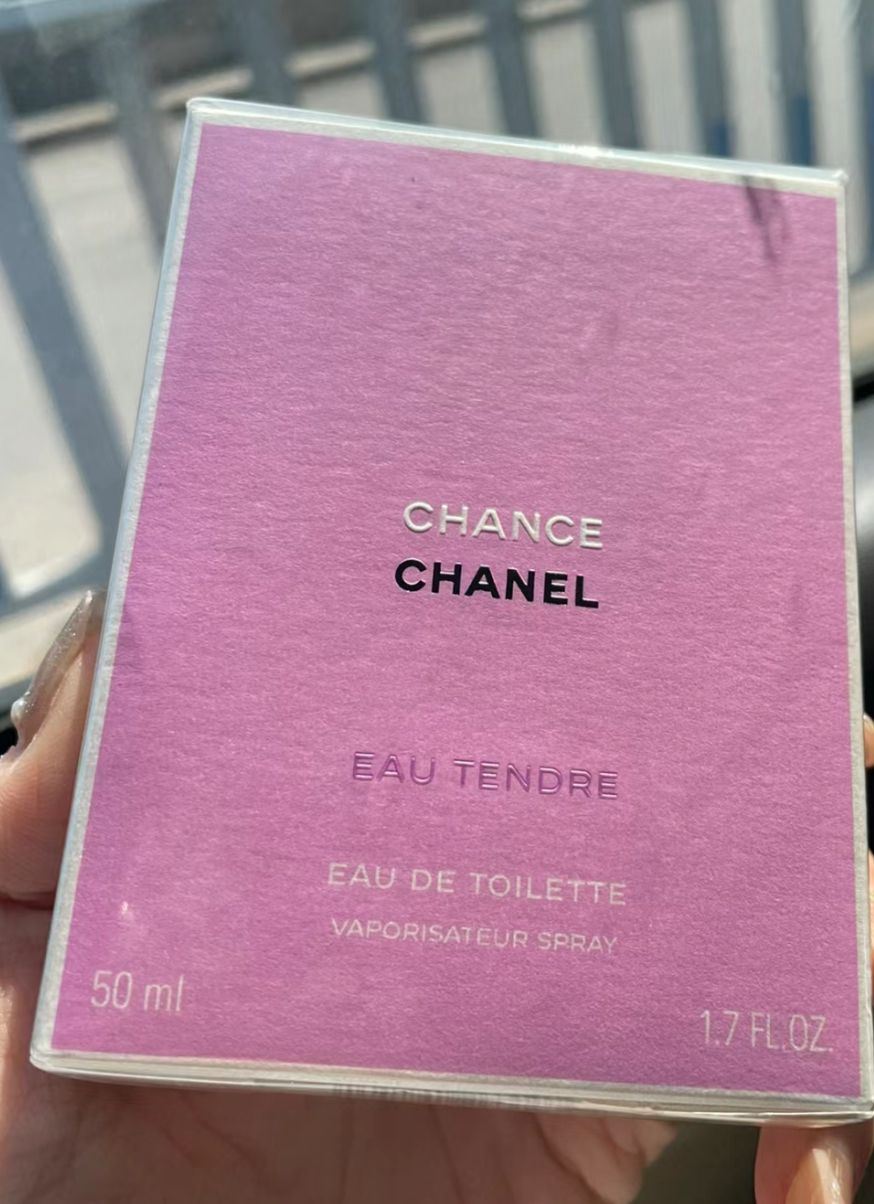 CHANCE
CHANEL
EAU TENDRE
EAU DE TOILETTE
VAPORISATEUR SPRAY
50 ml
1.7 FL.OZ.